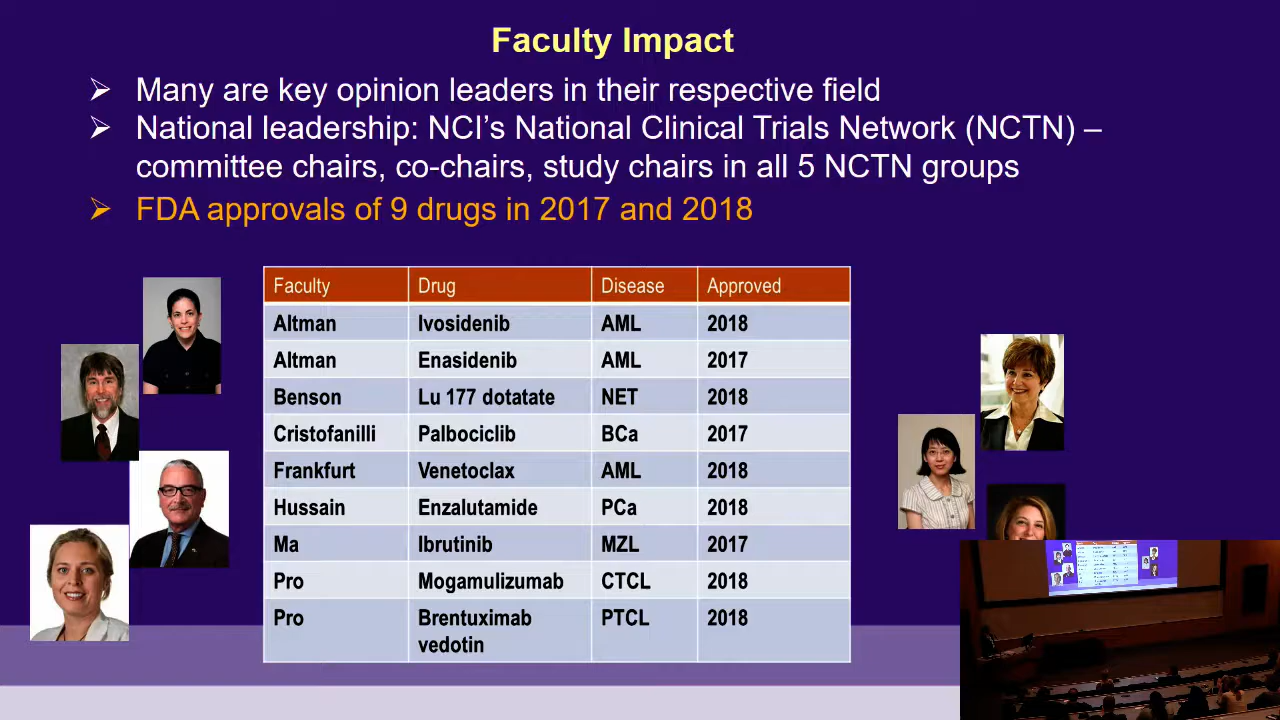 Faculty Impact
Many are key opinion leaders in their respective field
National leadership: NCI's National Clinical Trials Network (NCTN) –
committee chairs, co-chairs, study chairs in all 5 NCTN groups
FDA approvals of 9 drugs in 2017 and 2018
Faculty Drug Disease Approved
Altman Ivosidenib AML 2018
Altman Enasidenib AML 2017
Benson Lu 177 dotatate NET 2018
Cristofanilli Palbociclib BCa 2017
Frankfurt Venetoclax AML 2018
Hussain Enzalutamide PCa 2018
Ma Ibrutinib MZL 2017
Pro Mogamulizumab CTCL 2018
Pro Brentuximab PTCL 2018
vedotin